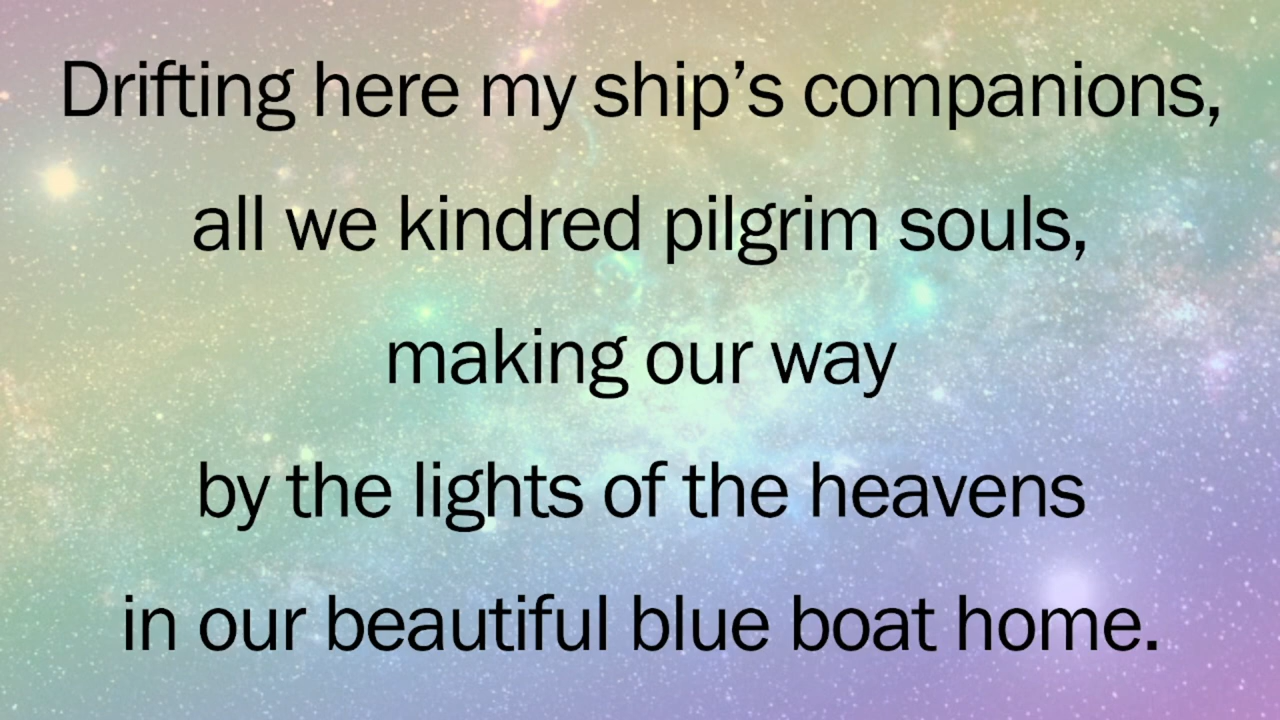 Drifting here my ship’s companions,
all we kindred pilgrim souls,
making our way
by the lights of the heavens
in our beautiful blue boat home.